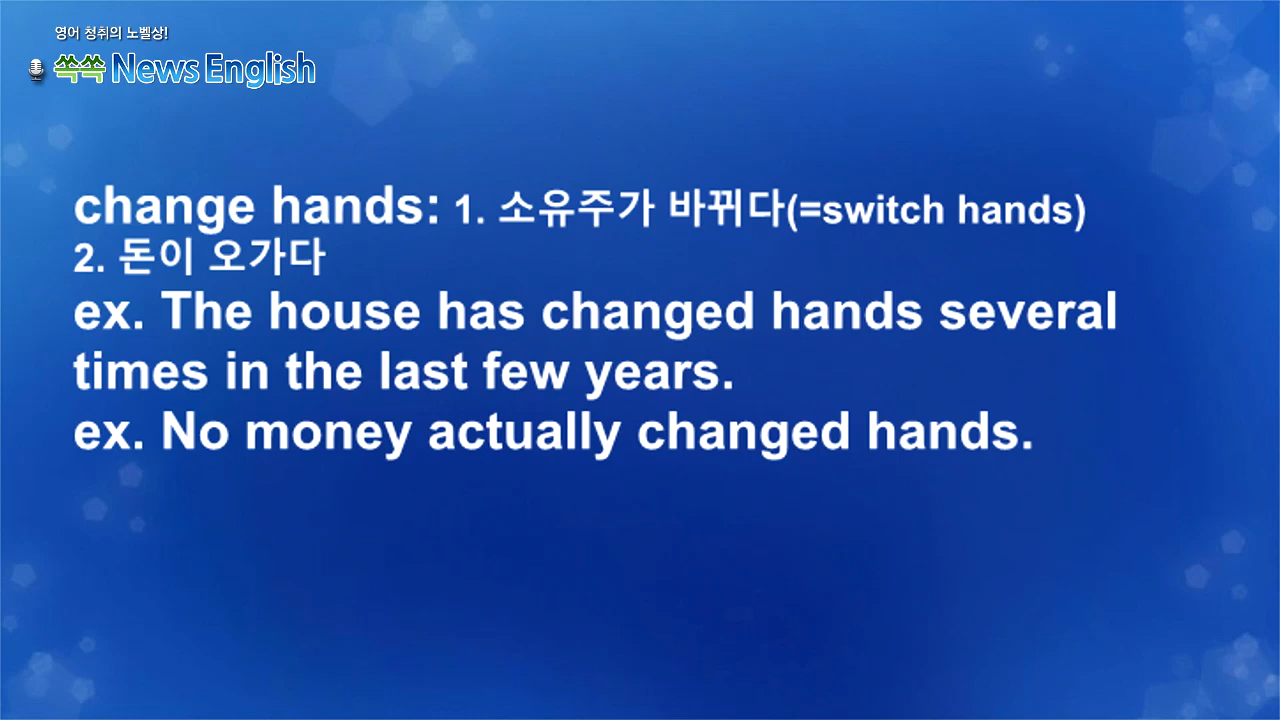 영어 청취의 노벨상!
쏙쏙 News English
change hands: 1. 소유주가 바뀌다(=switch hands)
2. 돈이 오가다
ex. The house has changed hands several
times in the last few years.
ex. No money actually changed hands.